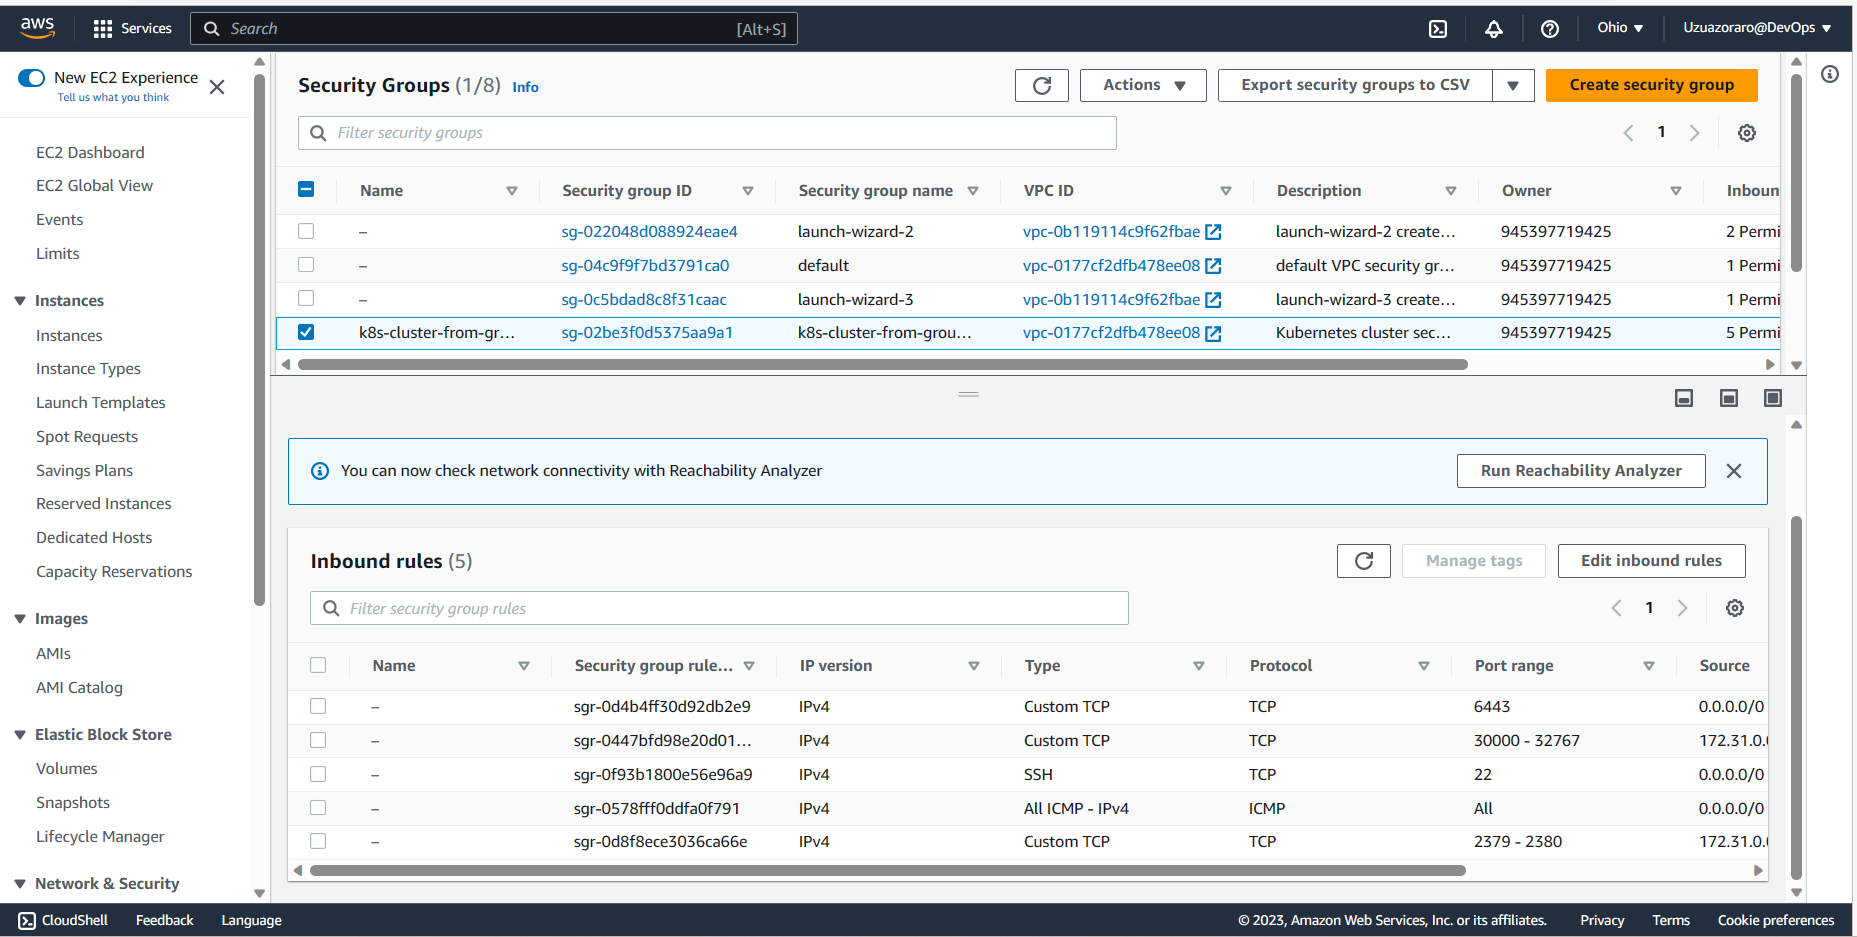 aws Services Search [Alt+S] Ohio Uzuazoraro@DevOps
New EC2 Experience
Tell us what you think
EC2 Dashboard
EC2 Global View
Events
Limits
Instances
Instances
Instance Types
Launch Templates
Spot Requests
Savings Plans
Reserved Instances
Dedicated Hosts
Capacity Reservations
Images
AMIs
AMI Catalog
Elastic Block Store
Volumes
Snapshots
Lifecycle Manager
Network & Security
Security Groups (1/8) Info Actions Export security groups to CSV Create security group
Filter security groups 1
Name Security group ID Security group name VPC ID Description Owner Inboun
– sg-022048d088924eae4 launch-wizard-2 vpc-0b119114c9f62fbae launch-wizard-2 create... 945397719425 2 Permi
– sg-04c9f9f7bd3791ca0 default vpc-0177cf2dfb478ee08 default VPC security gr... 945397719425 1 Permi
– sg-0c5bdad8c8f31caac launch-wizard-3 vpc-0b119114c9f62fbae launch-wizard-3 create... 945397719425 1 Permi
k8s-cluster-from-gr... sg-02be3f0d5375aa9a1 k8s-cluster-from-grou... vpc-0177cf2dfb478ee08 Kubernetes cluster sec... 945397719425 5 Permi
You can now check network connectivity with Reachability Analyzer Run Reachability Analyzer
Inbound rules (5) Manage tags Edit inbound rules
Filter security group rules 1
Name Security group rule... IP version Type Protocol Port range Source
– sgr-0d4b4ff30d92db2e9 IPv4 Custom TCP TCP 6443 0.0.0.0/0
– sgr-0447bfd98e20d01... IPv4 Custom TCP TCP 30000 - 32767 172.31.0.0
– sgr-0f93b1800e56e96a9 IPv4 SSH TCP 22 0.0.0.0/0
– sgr-0578fff0ddfa0f791 IPv4 All ICMP - IPv4 ICMP All 0.0.0.0/0
– sgr-0d8f8ece3036ca66e IPv4 Custom TCP TCP 2379 - 2380 172.31.0.0
CloudShell Feedback Language © 2023, Amazon Web Services, Inc. or its affiliates. Privacy Terms Cookie preferences